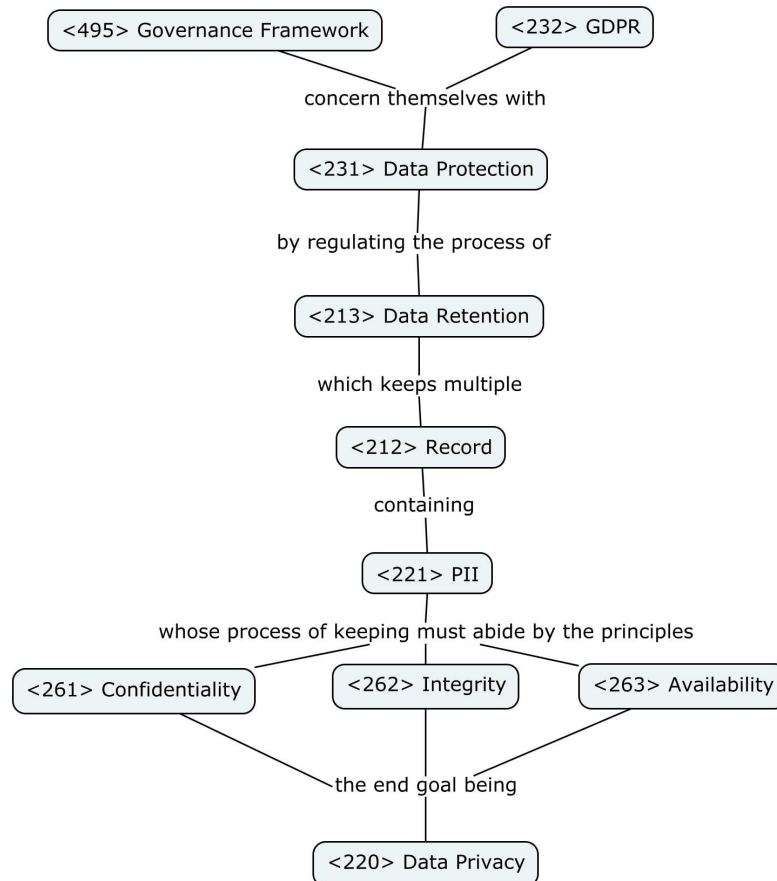 <495> Governance Framework
<232> GDPR
concern themselves with
<231> Data Protection
by regulating the process of
<213> Data Retention
which keeps multiple
<212> Record
containing
<221> PII
whose process of keeping must abide by the principles
<261> Confidentiality
<262> Integrity
<263> Availability
the end goal being
<220> Data Privacy